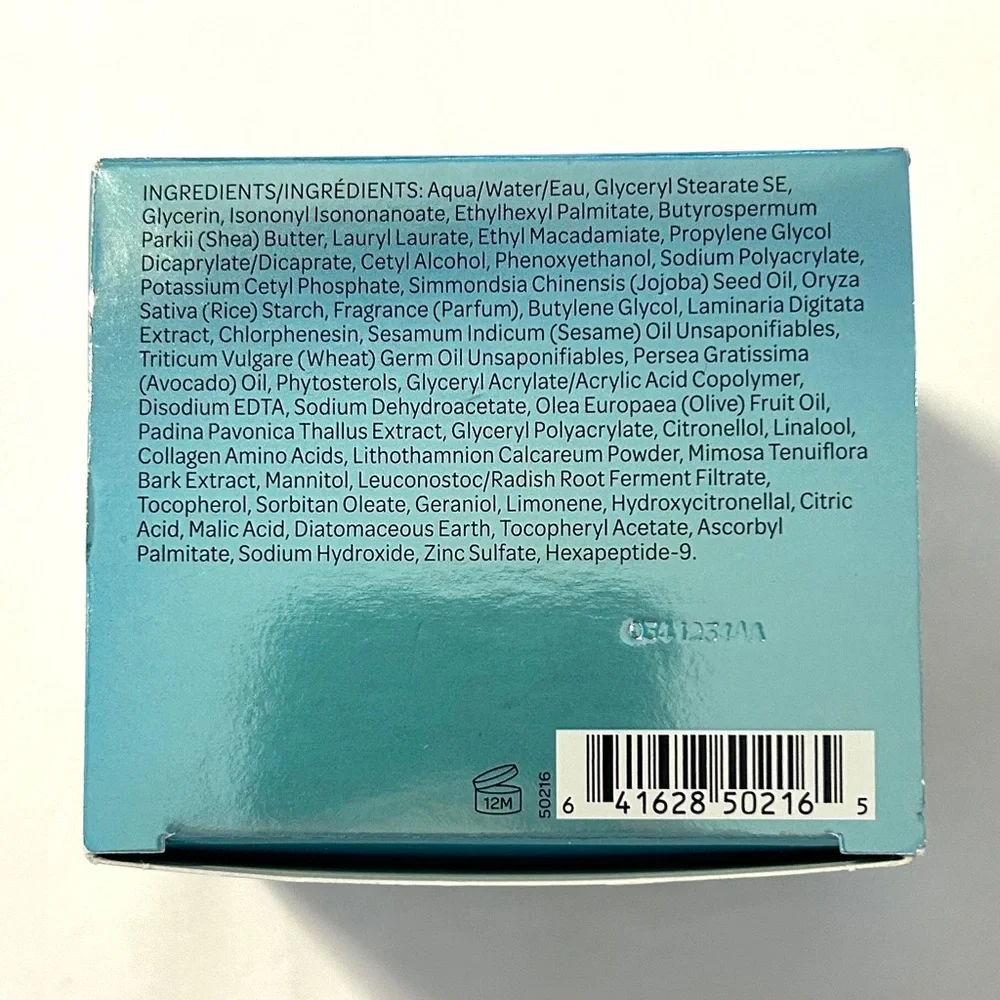 INGREDIENTS/INGRÉDIENTS: Aqua/Water/Eau, Glyceryl Stearate SE,
Glycerin, Isononyl Isononanoate, Ethylhexyl Palmitate, Butyrospermum
Parkii (Shea) Butter, Lauryl Laurate, Ethyl Macadamiate, Propylene Glycol
Dicaprylate/Dicaprate, Cetyl Alcohol, Phenoxyethanol, Sodium Polyacrylate,
Potassium Cetyl Phosphate, Simmondsia Chinensis (Jojoba) Seed Oil, Oryza
Sativa (Rice) Starch, Fragrance (Parfum), Butylene Glycol, Laminaria Digitata
Extract, Chlorphenesin, Sesamum Indicum (Sesame) Oil Unsaponifiables,
Triticum Vulgare (Wheat) Germ Oil Unsaponifiables, Persea Gratissima
(Avocado) Oil, Phytosterols, Glyceryl Acrylate/Acrylic Acid Copolymer,
Disodium EDTA, Sodium Dehydroacetate, Olea Europaea (Olive) Fruit Oil,
Padina Pavonica Thallus Extract, Glyceryl Polyacrylate, Citronellol, Linalool,
Collagen Amino Acids, Lithothamnion Calcareum Powder, Mimosa Tenuiflora
Bark Extract, Mannitol, Leuconostoc/Radish Root Ferment Filtrate,
Tocopherol, Sorbitan Oleate, Geraniol, Limonene, Hydroxycitronellal, Citric
Acid, Malic Acid, Diatomaceous Earth, Tocopheryl Acetate, Ascorbyl
Palmitate, Sodium Hydroxide, Zinc Sulfate, Hexapeptide-9.
12M
50216
6 41628 50216 5